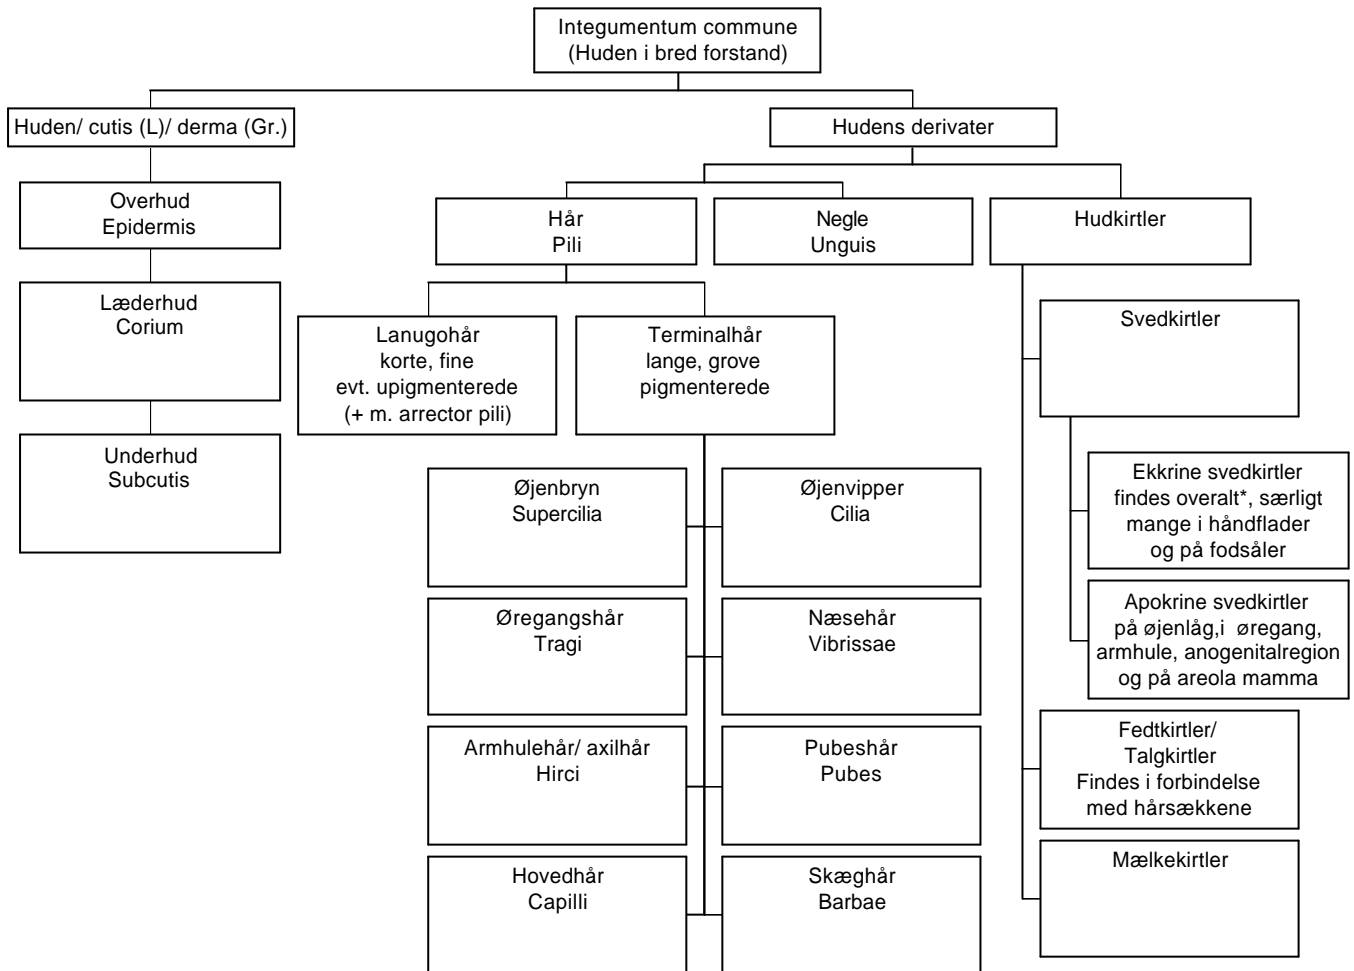 Integumentum commune
(Huden i bred forstand)
Huden/ cutis (L)/ derma (Gr.)
Hudens derivater
Overhud
Epidermis
Læderhud
Corium
Underhud
Subcutis
Hår
Pili
Negle
Unguis
Hudkirtler
Lanugohår
korte, fine
evt. upigmenterede
(+ m. arrector pili)
Terminalhår
lange, grove
pigmenterede
Øjenbryn
Supercilia
Øjenvipper
Cilia
Øregangshår
Tragi
Næsehår
Vibrissae
Armhulehår/ axilhår
Hirci
Pubeshår
Pubes
Hovedhår
Capilli
Skæghår
Barbae
Svedkirtler
Ekkrine svedkirtler
findes overalt*, særligt
mange i håndflader
og på fodsåler
Apokrine svedkirtler
på øjenlåg,i øregang,
armhule, anogenitalregion
og på areola mamma
Fedtkirtler/
Talgkirtler
Findes i forbindelse
med hårsækkene
Mælkekirtler